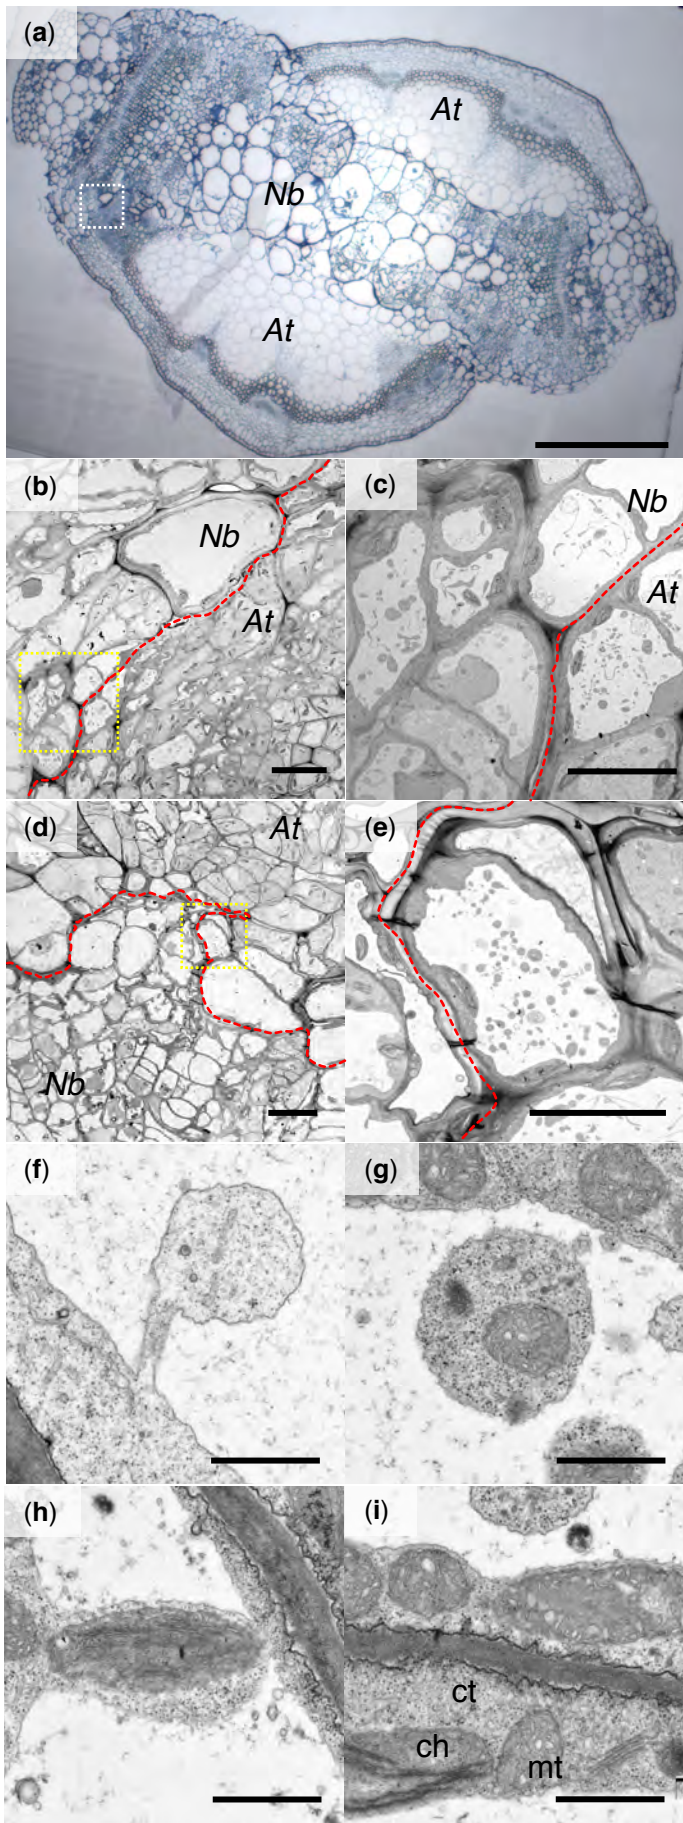 (a)
At
Nb
At
(b)
Nb
At
(c)
Nb
At
(d)
At
Nb
(e)
(f)
(g)
(h)
(i)
ct
ch
mt